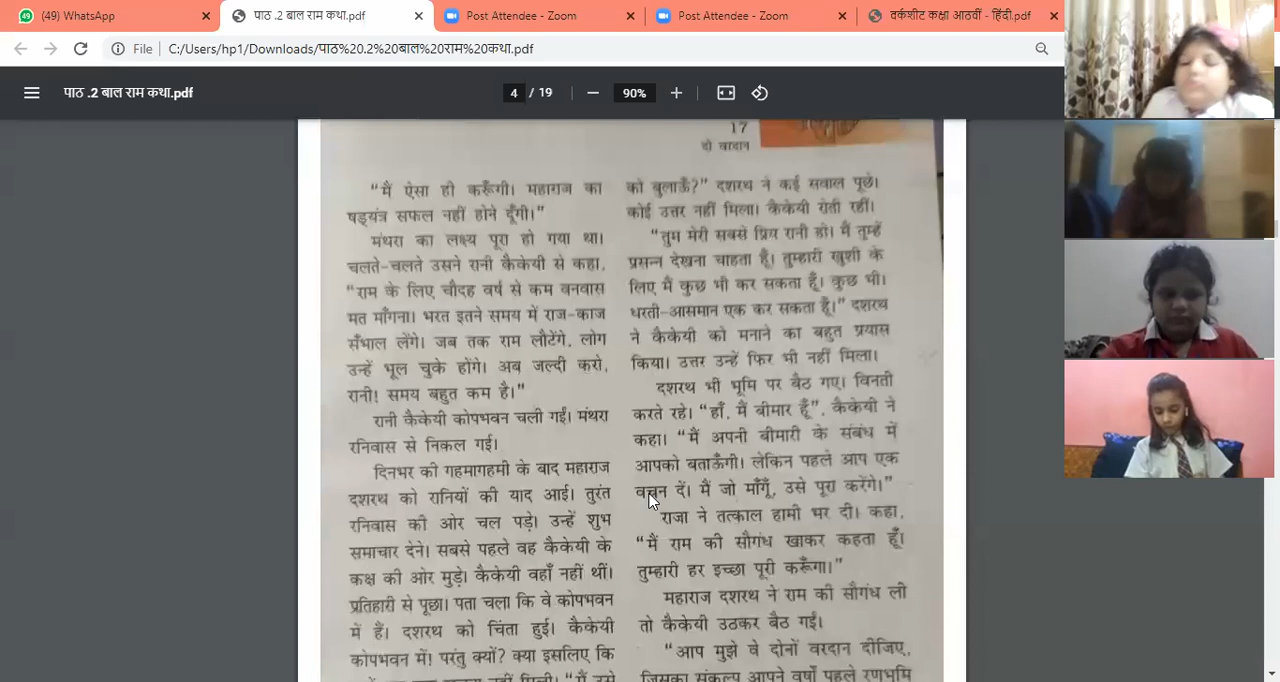 (49) WhatsApp
पाठ .2 बाल राम कथा.pdf
Post Attendee - Zoom
Post Attendee - Zoom
वर्कशीट कक्षा आठवीं - हिंदी.pdf
File
C:/Users/hp1/Downloads/पाठ%20.2%20बाल%20राम%20कथा.pdf
पाठ .2 बाल राम कथा.pdf
4 / 19
90%
17
दो वरदान
“मैं ऐसा ही करूँगी। महाराज का
षड्यंत्र सफल नहीं होने दूँगी।”
मंथरा का लक्ष्य पूरा हो गया था।
चलते-चलते उसने रानी कैकेयी से कहा,
“राम के लिए चौदह वर्ष से कम वनवास
मत माँगना। भरत इतने समय में राज-काज
सँभाल लेंगे। जब तक राम लौटेंगे, लोग
उन्हें भूल चुके होंगे। अब जल्दी करो,
रानी! समय बहुत कम है।”
रानी कैकेयी कोपभवन चली गईं। मंथरा
रनिवास से निकल गई।
दिनभर की गहमागहमी के बाद महाराज
दशरथ को रानियों की याद आई। तुरंत
रनिवास की ओर चल पड़े। उन्हें शुभ
समाचार देने। सबसे पहले वह कैकेयी के
कक्ष की ओर मुड़े। कैकेयी वहाँ नहीं थीं।
प्रतिहारी से पूछा। पता चला कि वे कोपभवन
में हैं। दशरथ को चिंता हुई। कैकेयी
कोपभवन में! परंतु क्यों? क्या इसलिए कि
को बुलाऊँ?” दशरथ ने कई सवाल पूछे।
कोई उत्तर नहीं मिला। कैकेयी रोती रहीं।
“तुम मेरी सबसे प्रिय रानी हो। मैं तुम्हें
प्रसन्न देखना चाहता हूँ। तुम्हारी खुशी के
लिए मैं कुछ भी कर सकता हूँ। कुछ भी।
धरती-आसमान एक कर सकता हूँ।” दशरथ
ने कैकेयी को मनाने का बहुत प्रयास
किया। उत्तर उन्हें फिर भी नहीं मिला।
दशरथ भी भूमि पर बैठ गए। विनती
करते रहे। “हाँ, मैं बीमार हूँ”, कैकेयी ने
कहा। “मैं अपनी बीमारी के संबंध में
आपको बताऊँगी। लेकिन पहले आप एक
वचन दें। मैं जो माँगूँ, उसे पूरा करेंगे।”
राजा ने तत्काल हामी भर दी। कहा,
“मैं राम की सौगंध खाकर कहता हूँ।
तुम्हारी हर इच्छा पूरी करूँगा।”
महाराज दशरथ ने राम की सौगंध ली
तो कैकेयी उठकर बैठ गईं।
“आप मुझे वे दोनों वरदान दीजिए,
जिसका संकल्प आपने वर्षों पहले रणभूमि